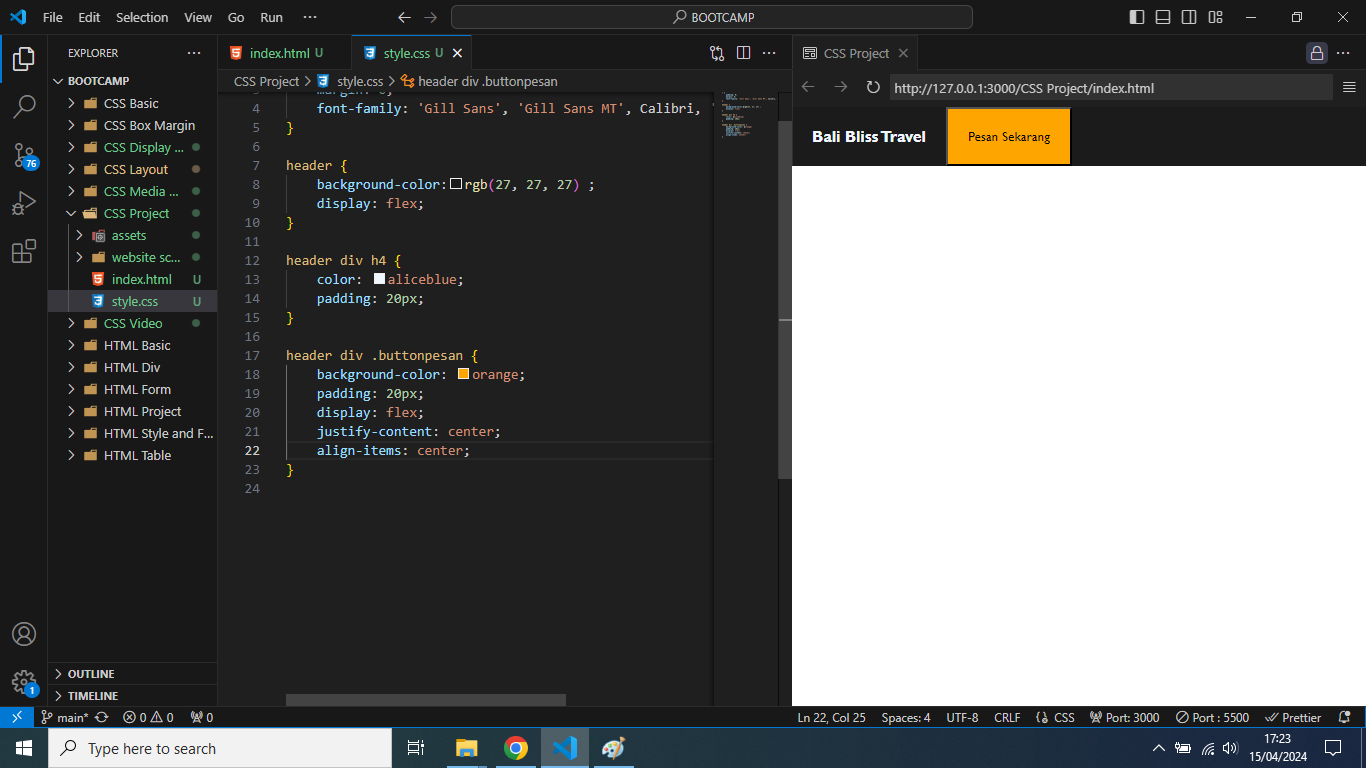 File Edit Selection View Go Run ··· BOOTCAMP
EXPLORER ···
BOOTCAMP
CSS Basic
CSS Box Margin
CSS Display ...
CSS Layout
CSS Media ...
CSS Project
assets
website sc...
index.html U
style.css U
CSS Video
HTML Basic
HTML Div
HTML Form
HTML Project
HTML Style and F...
HTML Table
OUTLINE
TIMELINE
76
1
index.html U style.css U
CSS Project > style.css > header div .buttonpesan
4 font-family: 'Gill Sans', 'Gill Sans MT', Calibri, '
5 }
6
7 header {
8 background-color: rgb(27, 27, 27) ;
9 display: flex;
10 }
11
12 header div h4 {
13 color: aliceblue;
14 padding: 20px;
15 }
16
17 header div .buttonpesan {
18 background-color: orange;
19 padding: 20px;
20 display: flex;
21 justify-content: center;
22 align-items: center;
23 }
24
CSS Project
http://127.0.0.1:3000/CSS Project/index.html
Bali Bliss Travel Pesan Sekarang
main* 0 0 0 Ln 22, Col 25 Spaces: 4 UTF-8 CRLF CSS Port: 3000 Port : 5500 Prettier
Type here to search
17:23
15/04/2024